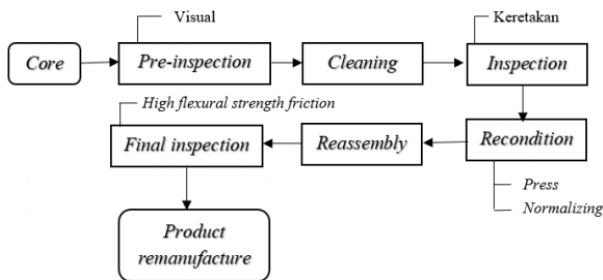 Visual
Keretakan
Core
Pre-inspection
Cleaning
Inspection
High flexural strength friction
Final inspection
Reassembly
Recondition
Press
Normalizing
Product
remanufacture